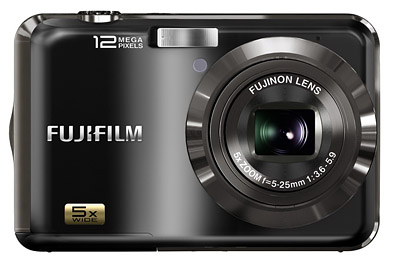 12 MEGA
PIXELS
FUJINON LENS
FUJIFILM
5x ZOOM f=5-25mm 1:3.6-5.9
5x
WIDE